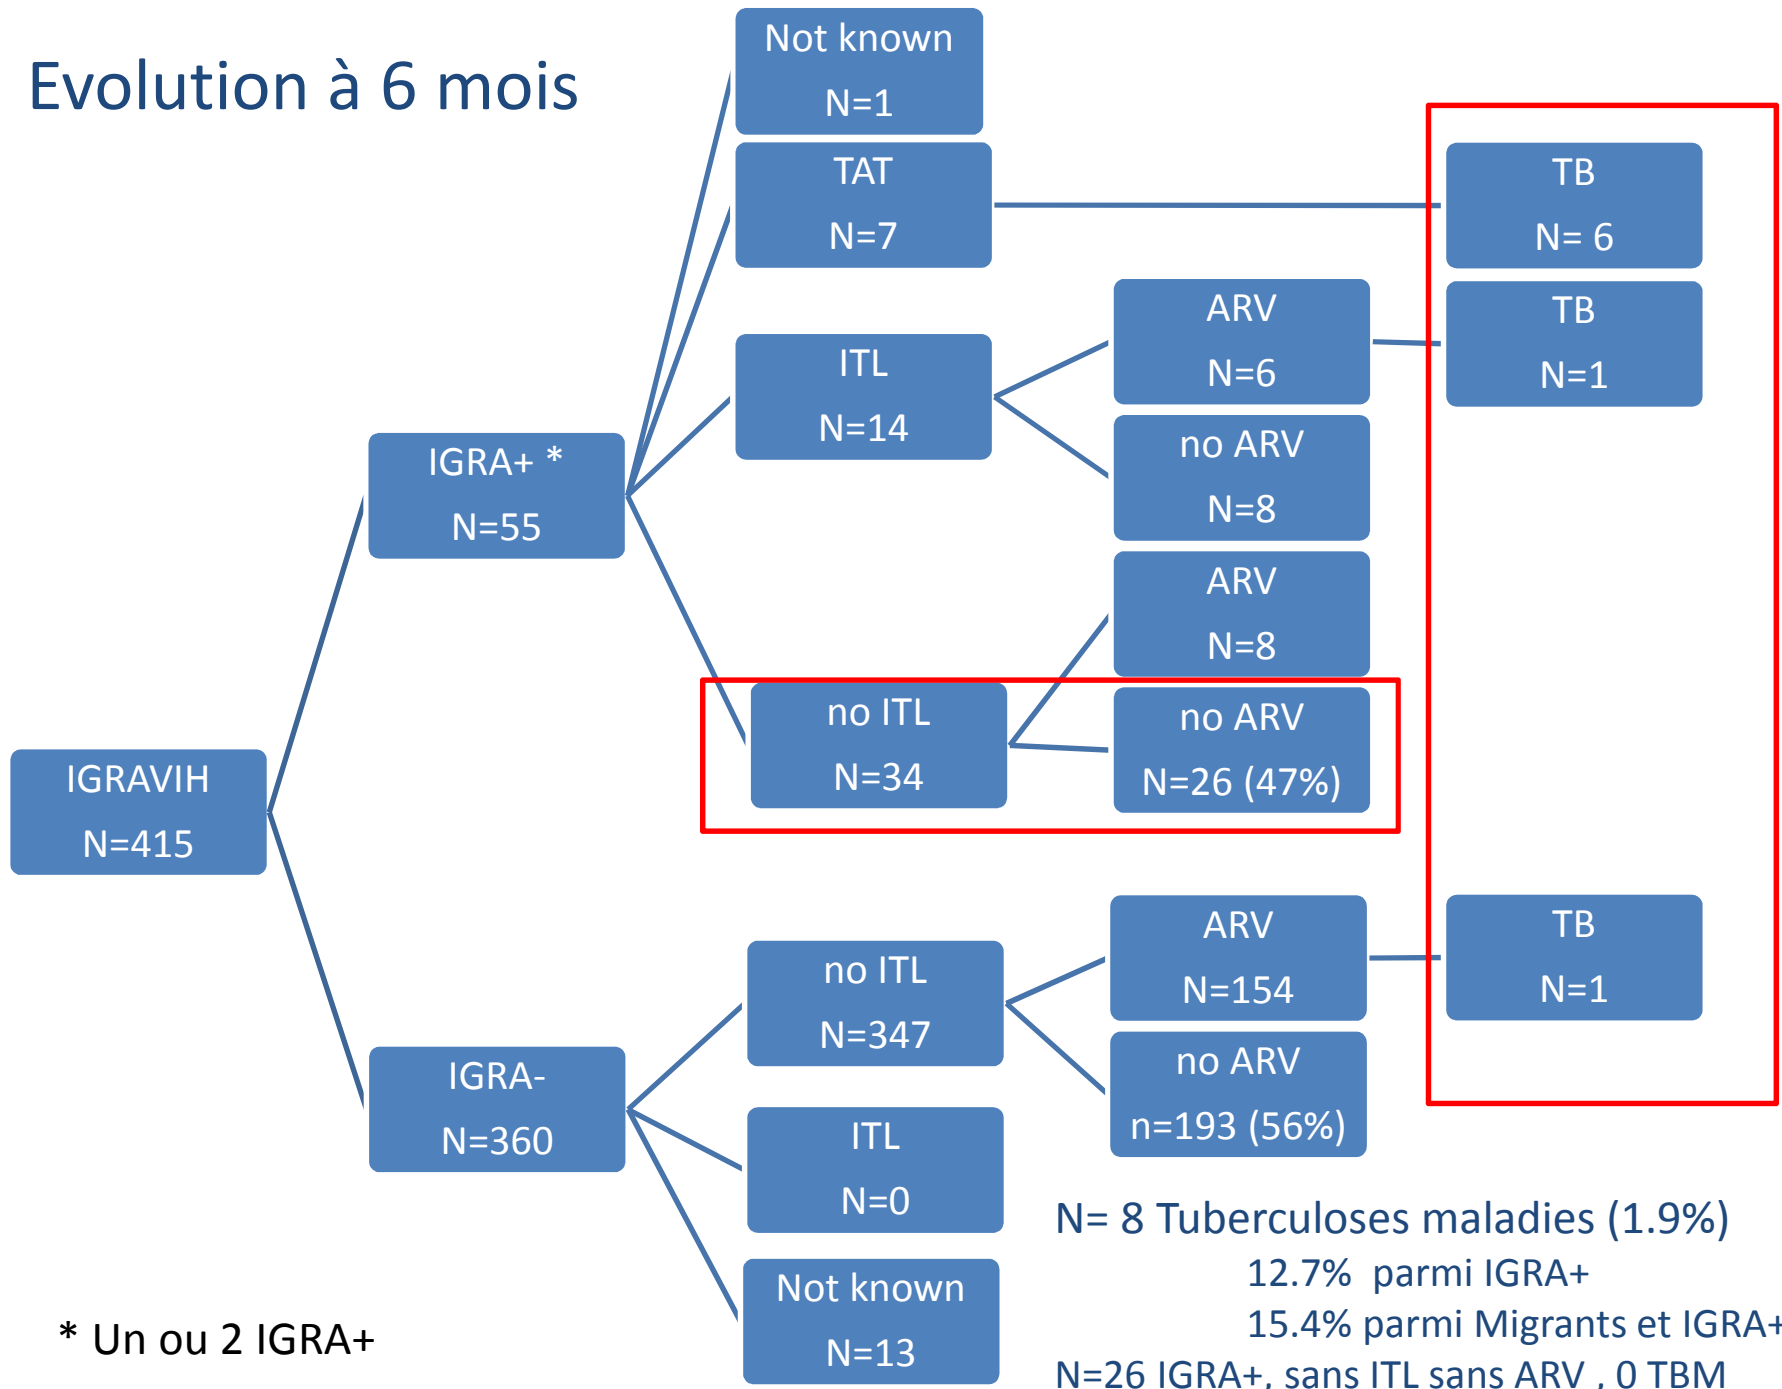 Evolution à 6 mois
Not known
N=1
TAT
N=7
TB
N= 6
ITL
N=14
ARV
N=6
TB
N=1
no ARV
N=8
IGRA+ *
N=55
ARV
N=8
no ITL
N=34
no ARV
N=26 (47%)
IGRAVIH
N=415
no ITL
N=347
ARV
N=154
TB
N=1
no ARV
n=193 (56%)
IGRA-
N=360
ITL
N=0
Not known
N=13
N= 8 Tuberculoses maladies (1.9%)
12.7% parmi IGRA+
15.4% parmi Migrants et IGRA+
N=26 IGRA+, sans ITL sans ARV , 0 TBM
* Un ou 2 IGRA+